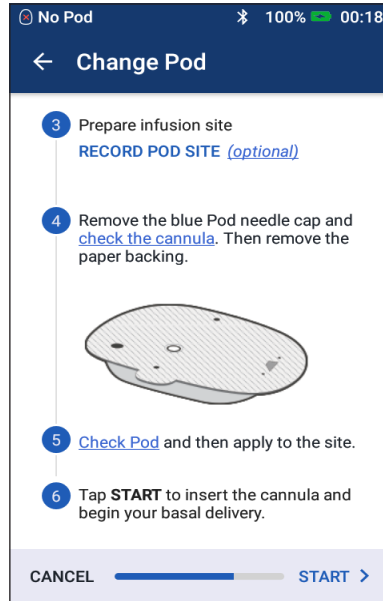 No Pod 100% 00:18
Change Pod
3 Prepare infusion site
RECORD POD SITE (optional)
4 Remove the blue Pod needle cap and
check the cannula. Then remove the
paper backing.
5 Check Pod and then apply to the site.
6 Tap START to insert the cannula and
begin your basal delivery.
CANCEL START